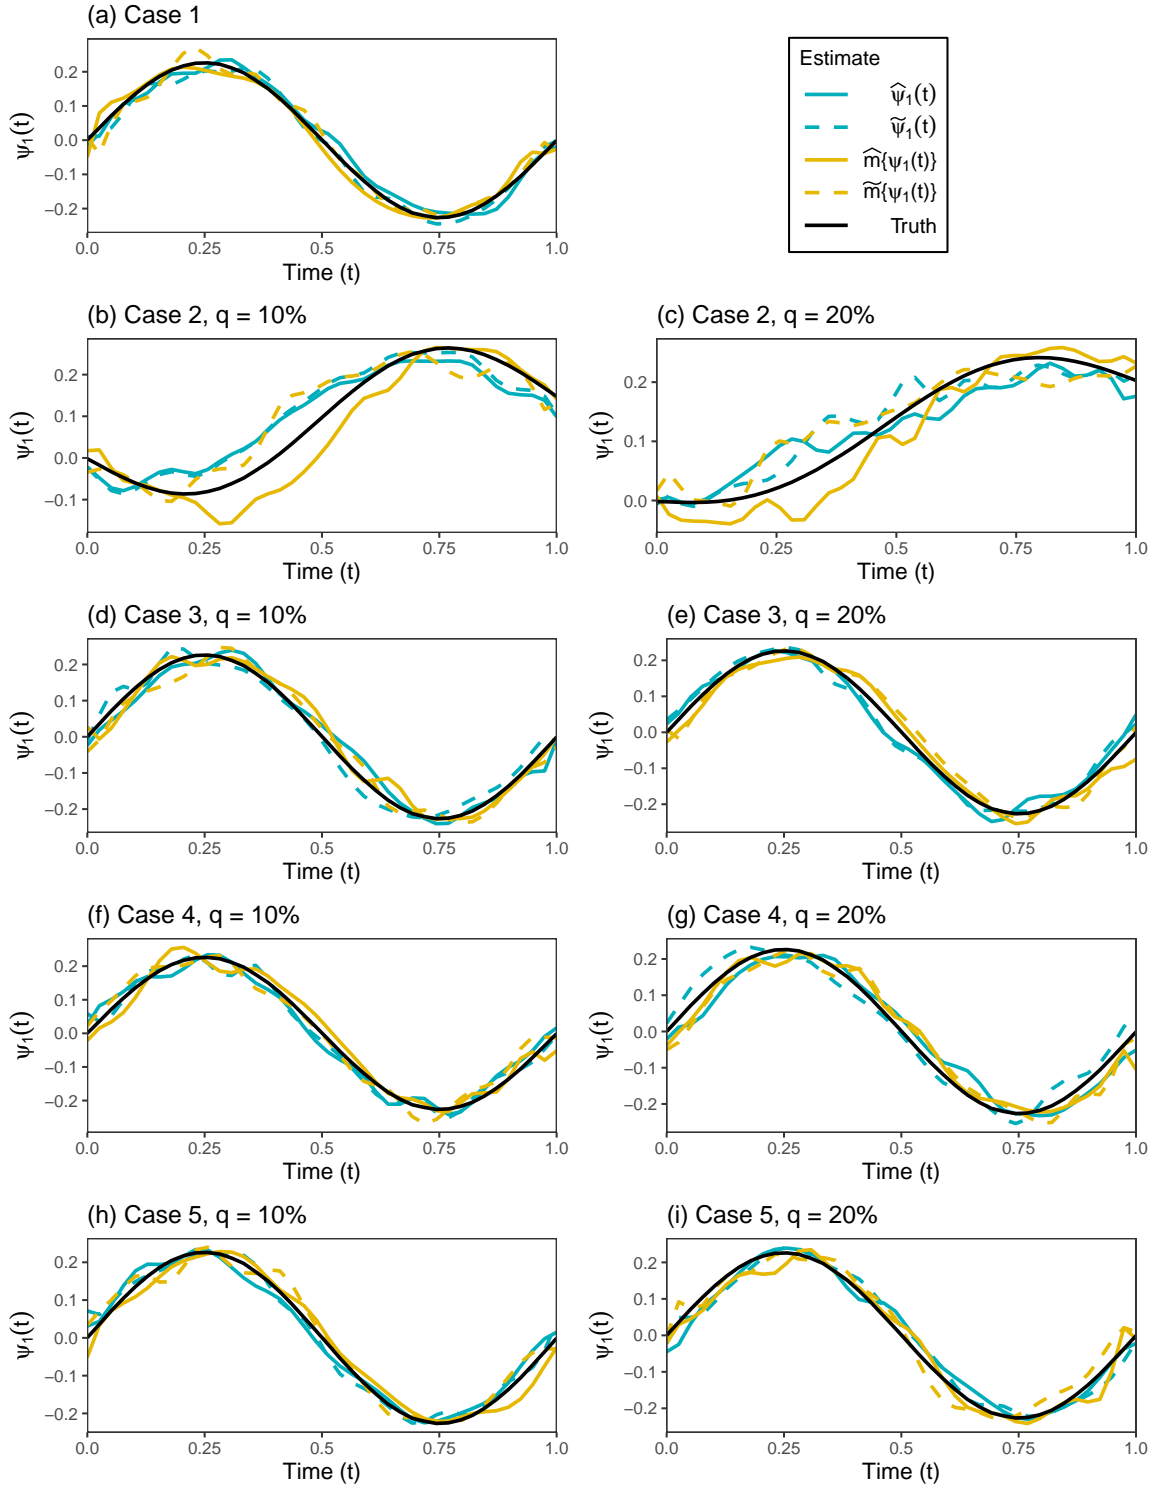 (a) Case 1
ψ₁(t)
0.2
0.1
0.0
−0.1
−0.2
0.0 0.25 0.5 0.75 1.0
Time (t)
Estimate
ψ̂₁(t)
ψ̃₁(t)
m̂{ψ₁(t)}
m̃{ψ₁(t)}
Truth
(b) Case 2, q = 10%
ψ₁(t)
0.2
0.1
0.0
−0.1
0.0 0.25 0.5 0.75 1.0
Time (t)
(c) Case 2, q = 20%
ψ₁(t)
0.2
0.1
0.0
0.0 0.25 0.5 0.75 1.0
Time (t)
(d) Case 3, q = 10%
ψ₁(t)
0.2
0.1
0.0
−0.1
−0.2
0.0 0.25 0.5 0.75 1.0
Time (t)
(e) Case 3, q = 20%
ψ₁(t)
0.2
0.1
0.0
−0.1
−0.2
0.0 0.25 0.5 0.75 1.0
Time (t)
(f) Case 4, q = 10%
ψ₁(t)
0.2
0.1
0.0
−0.1
−0.2
0.0 0.25 0.5 0.75 1.0
Time (t)
(g) Case 4, q = 20%
ψ₁(t)
0.2
0.1
0.0
−0.1
−0.2
0.0 0.25 0.5 0.75 1.0
Time (t)
(h) Case 5, q = 10%
ψ₁(t)
0.2
0.1
0.0
−0.1
−0.2
0.0 0.25 0.5 0.75 1.0
Time (t)
(i) Case 5, q = 20%
ψ₁(t)
0.2
0.1
0.0
−0.1
−0.2
0.0 0.25 0.5 0.75 1.0
Time (t)